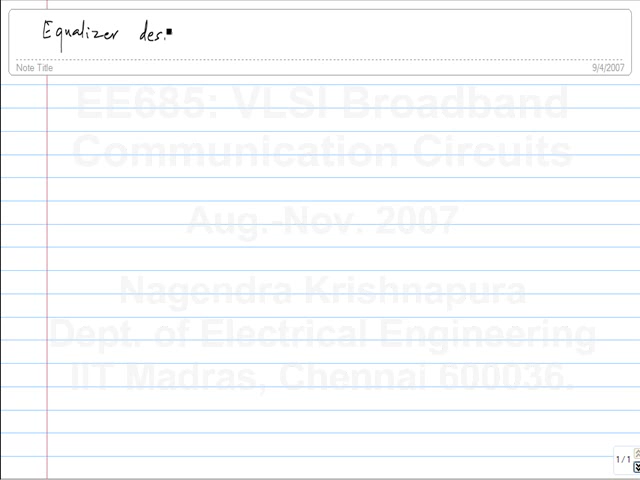 Equalizer des
Note Title
9/4/2007
EE685: VLSI Broadband
Communication Circuits
Aug.-Nov. 2007
Nagendra Krishnapura
Dept. of Electrical Engineering
IIT Madras, Chennai 600036.
1 / 1